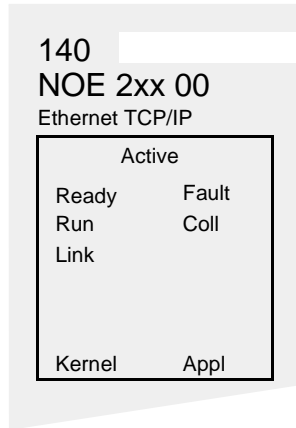 140
NOE 2xx 00
Ethernet TCP/IP
Active
Ready Fault
Run Coll
Link
Kernel Appl